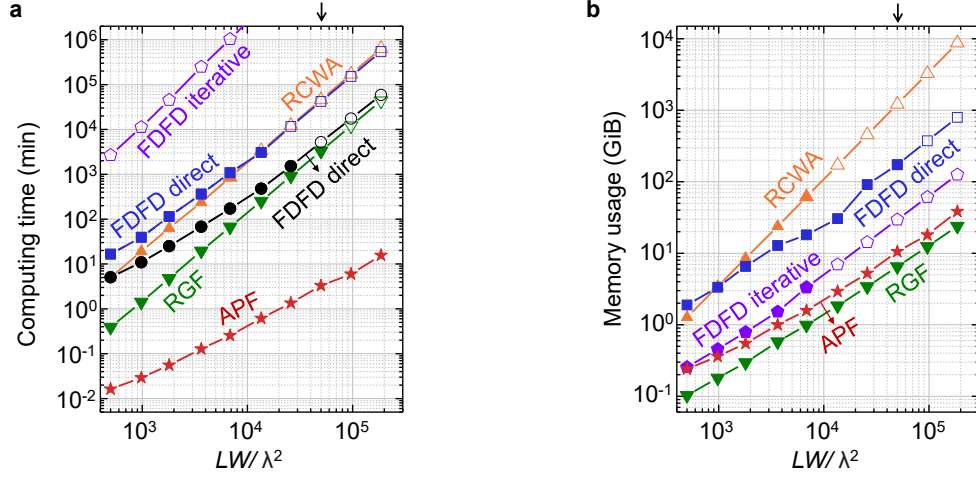 a
10^6
10^5
10^4
10^3
10^2
10^1
10^0
10^-1
10^-2
Computing time (min)
FDFD iterative
RCWA
FDFD direct
FDFD direct
RGF
APF
10^3
10^4
10^5
LW/ λ^2
b
10^4
10^3
10^2
10^1
10^0
10^-1
Memory usage (GiB)
RCWA
FDFD direct
FDFD iterative
APF
RGF
10^3
10^4
10^5
LW/ λ^2